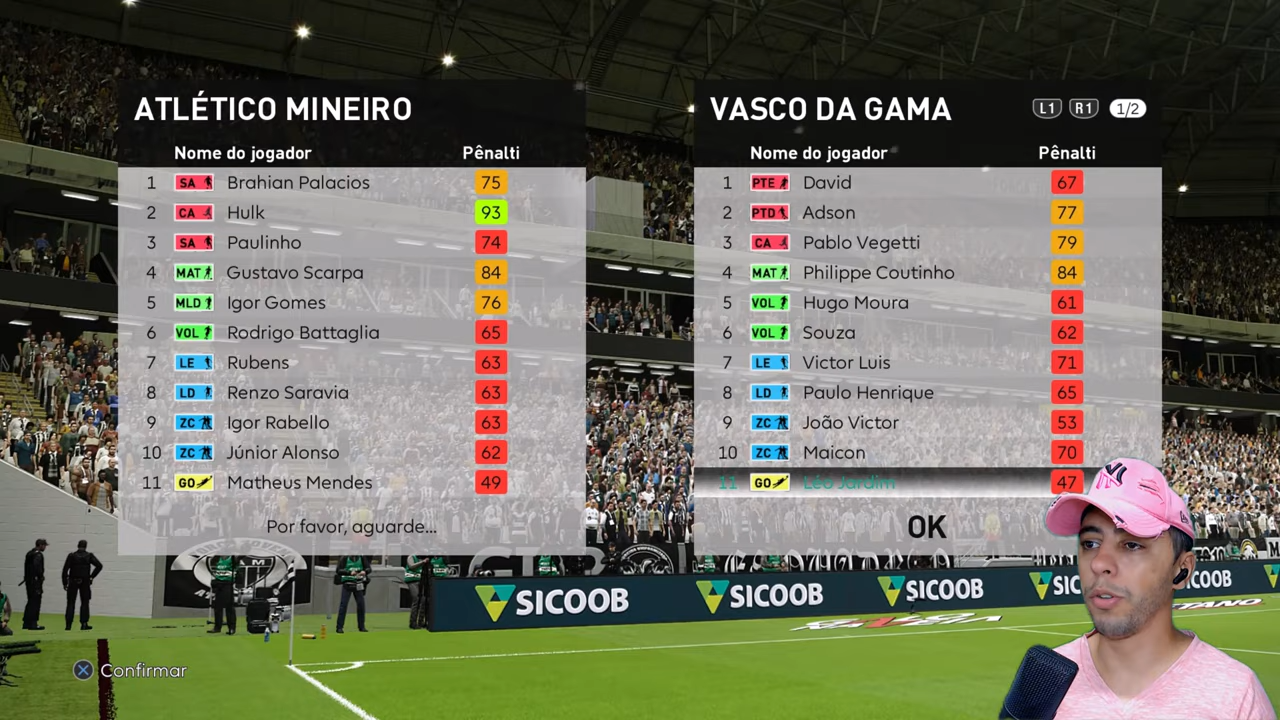 ATLÉTICO MINEIRO
Nome do jogador Pênalti
1 SA Brahian Palacios 75
2 CA Hulk 93
3 SA Paulinho 74
4 MAT Gustavo Scarpa 84
5 MLD Igor Gomes 76
6 VOL Rodrigo Battaglia 65
7 LE Rubens 63
8 LD Renzo Saravia 63
9 ZC Igor Rabello 63
10 ZC Júnior Alonso 62
11 GO Matheus Mendes 49
Por favor, aguarde...
VASCO DA GAMA L1 R1 1/2
Nome do jogador Pênalti
1 PTE David 67
2 PTD Adson 77
3 CA Pablo Vegetti 79
4 MAT Philippe Coutinho 84
5 VOL Hugo Moura 61
6 VOL Souza 62
7 LE Victor Luis 71
8 LD Paulo Henrique 65
9 ZC João Victor 53
10 ZC Maicon 70
11 GO Léo Jardim 47
OK
SICOOB SICOOB SICOOB SIC OOB
Confirmar